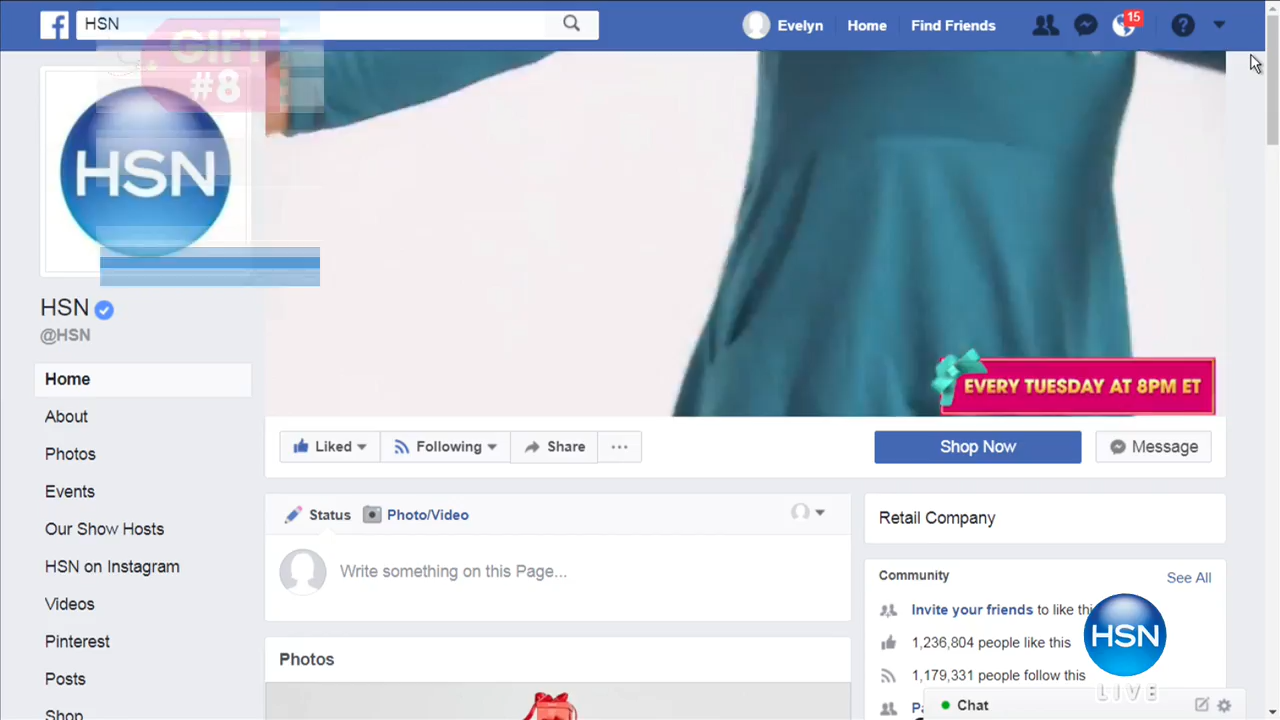 HSN
Evelyn
Home
Find Friends
15
GIFT
#8
HSN
HSN
@HSN
Home
About
Photos
Events
Our Show Hosts
HSN on Instagram
Videos
Pinterest
Posts
Shop
EVERY TUESDAY AT 8PM ET
Liked
Following
Share
Shop Now
Message
Status
Photo/Video
Write something on this Page...
Photos
Retail Company
Community
See All
Invite your friends to like
1,236,804 people like this
1,179,331 people follow this
HSN
LIVE
Chat